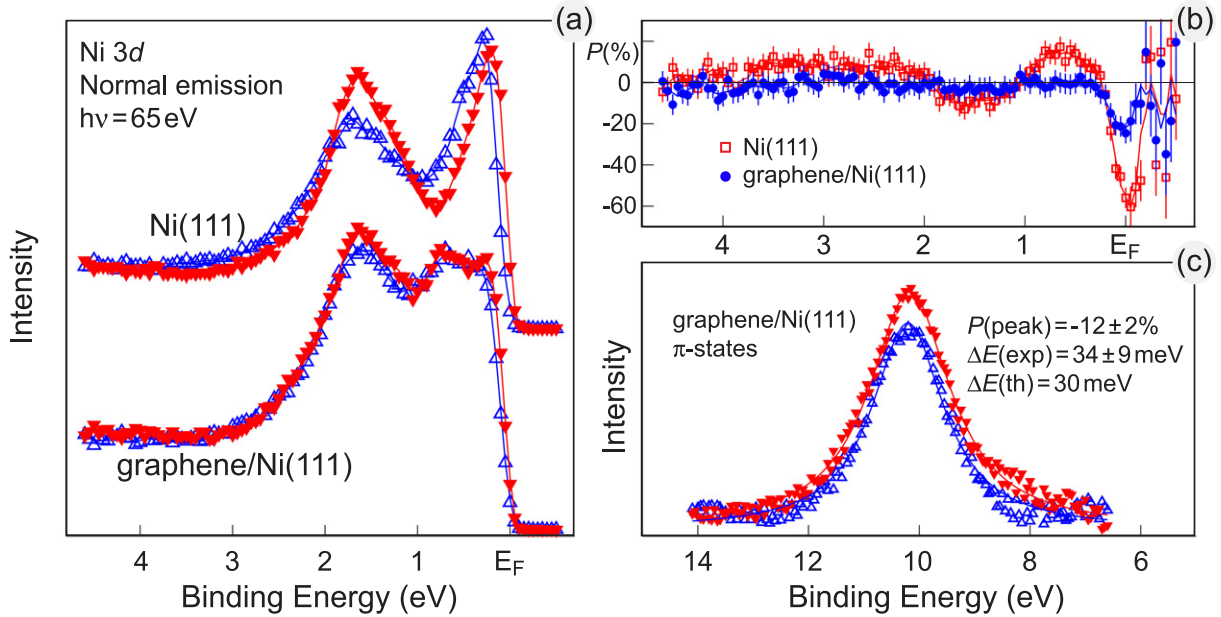 (a)
Ni 3d
Normal emission
hν = 65 eV
Ni(111)
graphene/Ni(111)
Intensity
4 3 2 1 E_F
Binding Energy (eV)
(b)
P(%)
0
-20
-40
-60
Ni(111)
graphene/Ni(111)
4 3 2 1 E_F
(c)
graphene/Ni(111)
π-states
P(peak) = -12 ± 2%
ΔE(exp) = 34 ± 9 meV
ΔE(th) = 30 meV
Intensity
14 12 10 8 6
Binding Energy (eV)